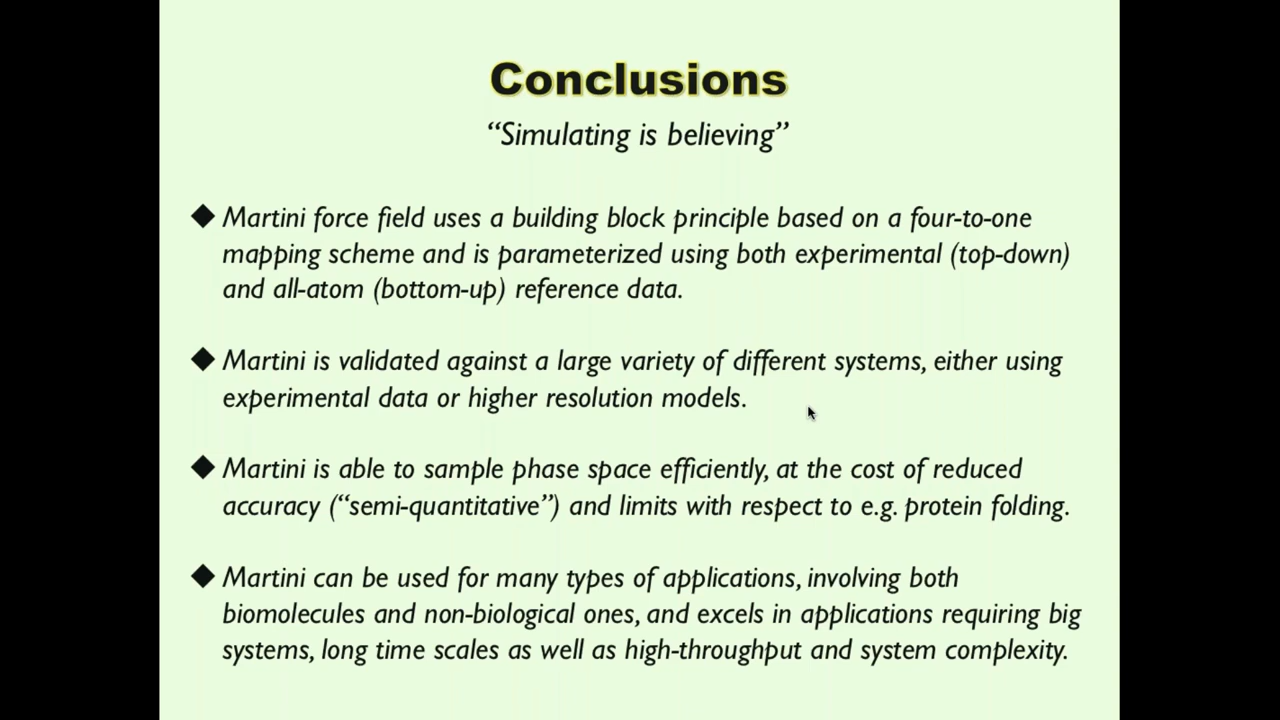 Conclusions
“Simulating is believing”
◆ Martini force field uses a building block principle based on a four-to-one
mapping scheme and is parameterized using both experimental (top-down)
and all-atom (bottom-up) reference data.
◆ Martini is validated against a large variety of different systems, either using
experimental data or higher resolution models.
◆ Martini is able to sample phase space efficiently, at the cost of reduced
accuracy (“semi-quantitative”) and limits with respect to e.g. protein folding.
◆ Martini can be used for many types of applications, involving both
biomolecules and non-biological ones, and excels in applications requiring big
systems, long time scales as well as high-throughput and system complexity.